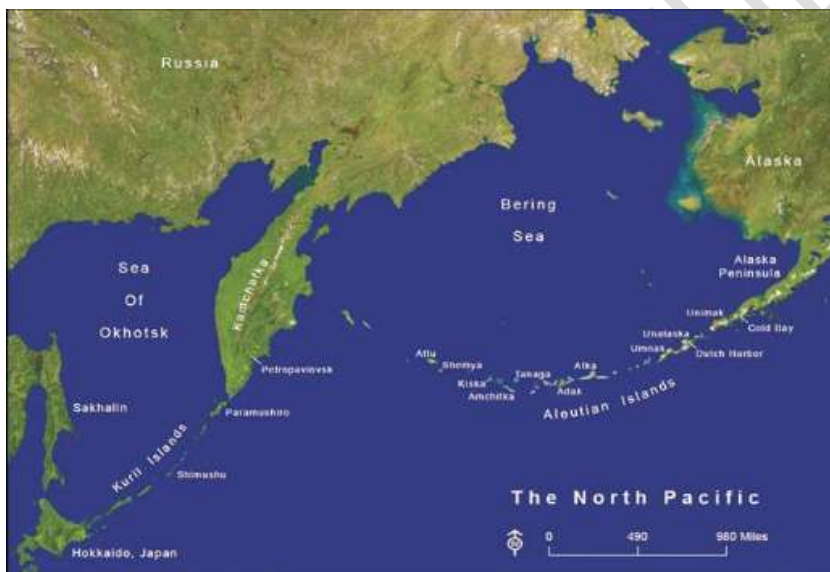 Russia
Alaska
Bering
Sea
Alaska
Peninsula
Sea
Of
Okhotsk
Kamchatka
Unimak
Cold Bay
Unalaska
Dutch Harbor
Umnak
Attu
Shemya
Petropavlovsk
Kiska
Tanaga
Atka
Amchitka
Adak
Aleutian Islands
Sakhalin
Paramushiro
Kuril Islands
Shimushu
The North Pacific
0 490 980 Miles
Hokkaido, Japan